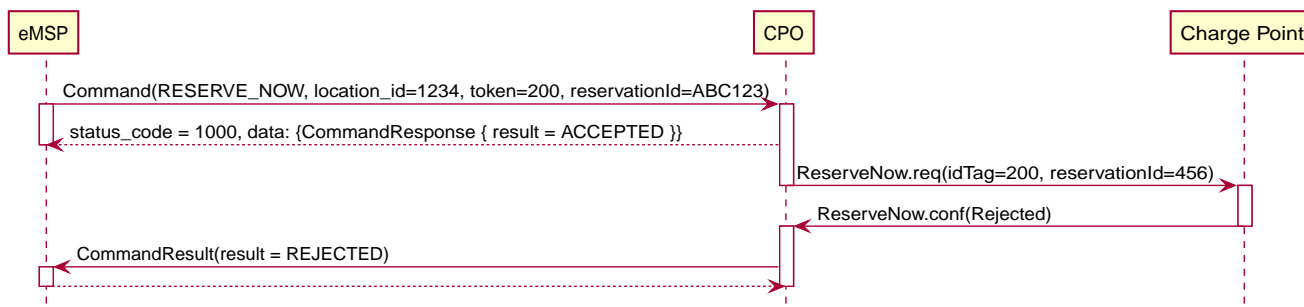 eMSP
CPO
Charge Point
Command(RESERVE_NOW, location_id=1234, token=200, reservationId=ABC123)
status_code = 1000, data: {CommandResponse { result = ACCEPTED }}
ReserveNow.req(idTag=200, reservationId=456)
ReserveNow.conf(Rejected)
CommandResult(result = REJECTED)